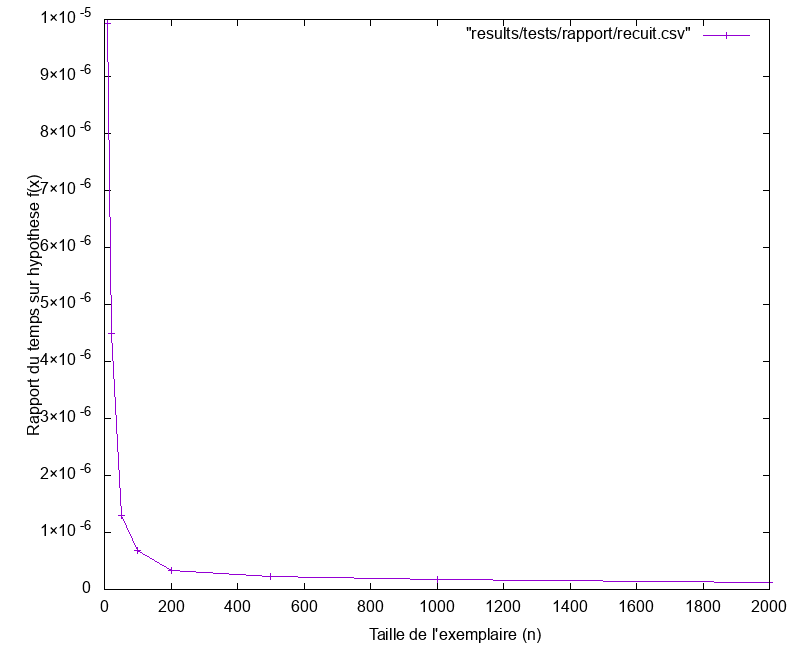 1×10 -5
"results/tests/rapport/recuit.csv"
9×10 -6
8×10 -6
7×10 -6
6×10 -6
5×10 -6
4×10 -6
3×10 -6
2×10 -6
1×10 -6
0
Rapport du temps sur hypothese f(x)
0 200 400 600 800 1000 1200 1400 1600 1800 2000
Taille de l'exemplaire (n)